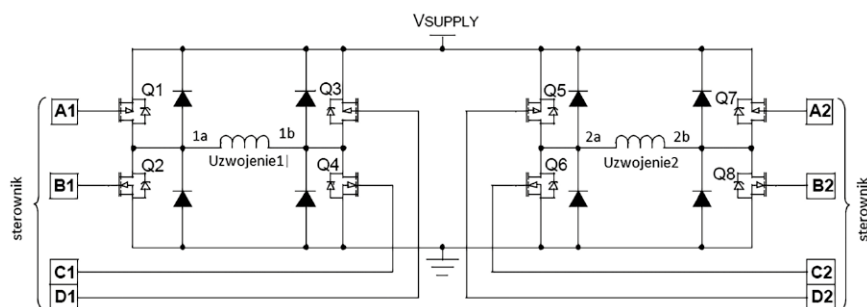 VSUPPLY
Q1
Q3
Q5
Q7
A1
A2
1a
1b
2a
2b
Uzwojenie1
Uzwojenie2
Q2
Q4
Q6
Q8
B1
B2
sterownik
sterownik
C1
C2
D1
D2